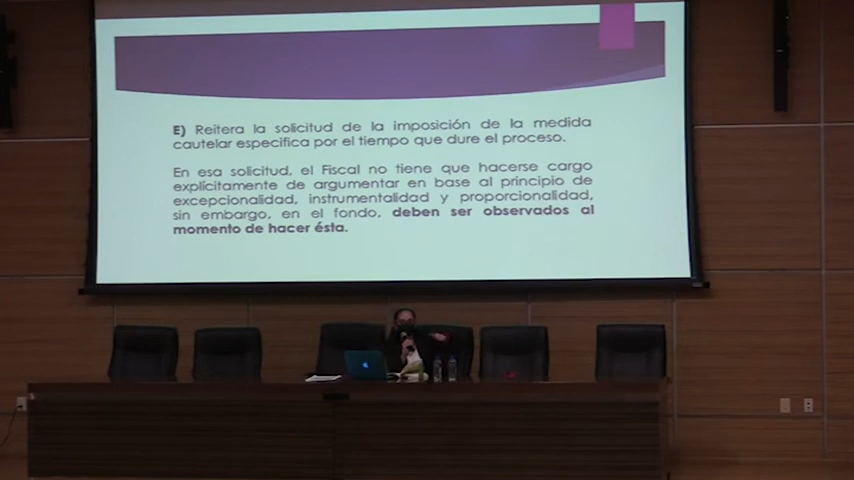 E) Reitera la solicitud de la imposición de la medida
cautelar especifica por el tiempo que dure el proceso.
En esa solicitud, el Fiscal no tiene que hacerse cargo
explícitamente de argumentar en base al principio de
excepcionalidad, instrumentalidad y proporcionalidad,
sin embargo, en el fondo, deben ser observados al
momento de hacer ésta.